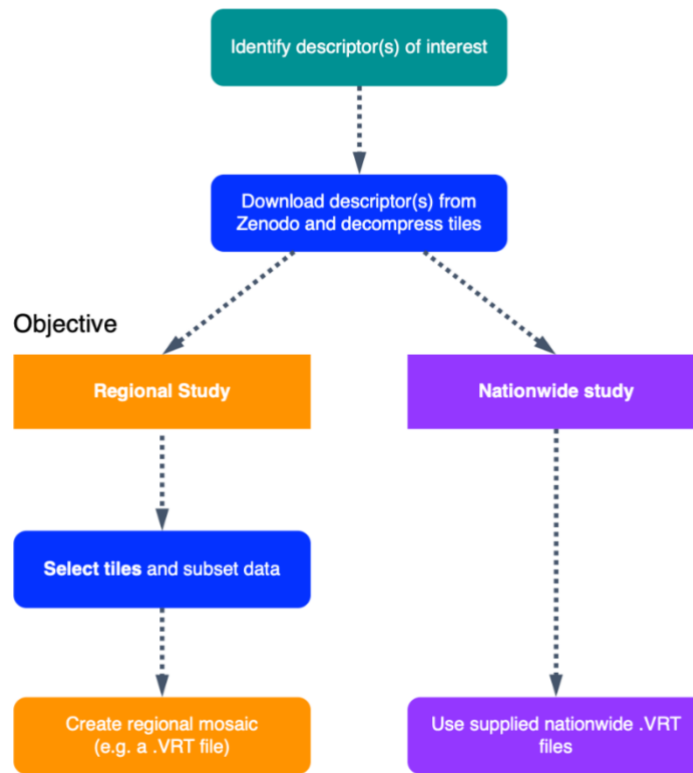 Identify descriptor(s) of interest
Download descriptor(s) from
Zenodo and decompress tiles
Objective
Regional Study
Nationwide study
Select tiles and subset data
Create regional mosaic
(e.g. a .VRT file)
Use supplied nationwide .VRT
files